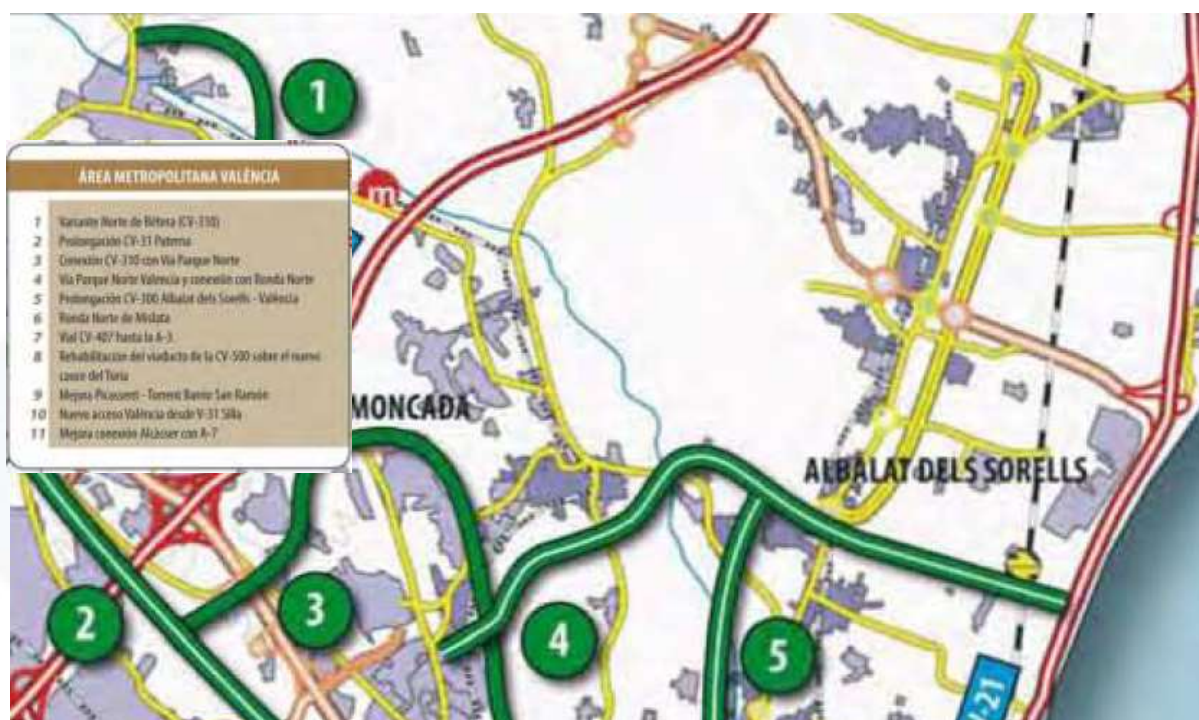 1
ÁREA METROPOLITANA VALÈNCIA
m
1 Variante Norte de Bétera (CV-310)
2 Prolongación CV-31 Paterna
3 Conexión CV-310 con Vía Parque Norte
4 Vía Parque Norte Valencia y conexión con Ronda Norte
5 Prolongación CV-300 Albalat dels Sorells - València
6 Ronda Norte de Mislata
7 Vial CV-407 hasta la A-3
8 Rehabilitacion del viaducto de la CV-500 sobre el nuevo
cauce del Túria
9 Mejora Picassent - Torrent Barrio San Ramón
10 Nuevo acceso València desde V-31 Silla
11 Mejora conexión Alcàsser con A-7
MONCADA
ALBALAT DELS SORELLS
2
3
4
5
-21